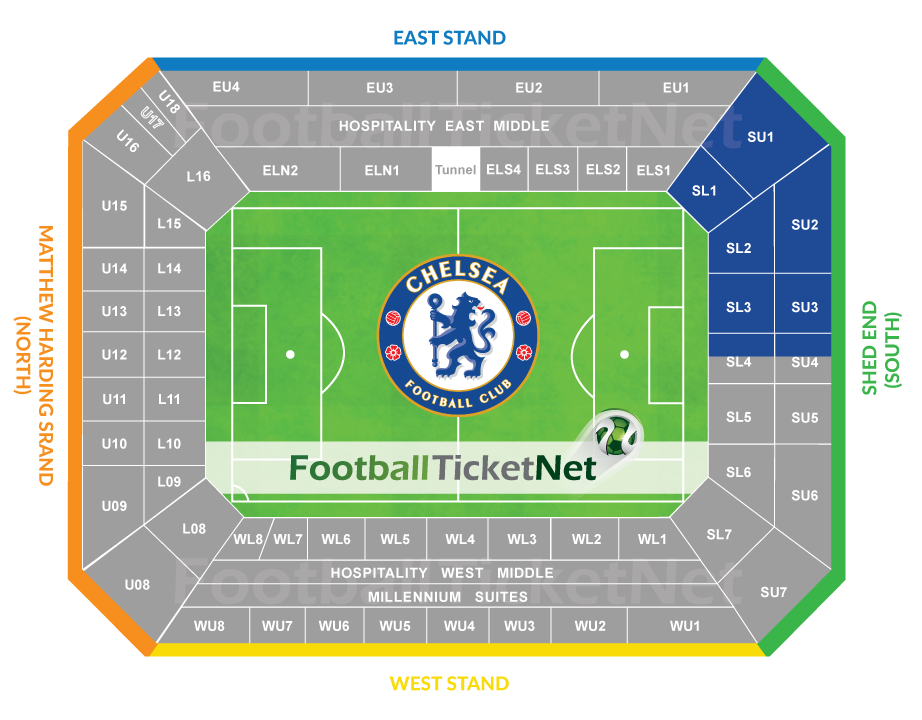 EAST STAND
EU4 EU3 EU2 EU1
FootballTicketNet
HOSPITALITY EAST MIDDLE
ELN2 ELN1 Tunnel ELS4 ELS3 ELS2 ELS1
U18
U17
U16
L16
SU1
SL1
U15
L15
SU2
SL2
U14 L14
U13 L13
SL3 SU3
U12 L12
SL4 SU4
U11 L11
SL5 SU5
U10 L10
SL6
L09
U09
SU6
L08
SL7
U08
SU7
MATTHEW HARDING SRAND
(NORTH)
SHED END
(SOUTH)
CHELSEA
FOOTBALL CLUB
FootballTicketNet
WL8 WL7 WL6 WL5 WL4 WL3 WL2 WL1
HOSPITALITY WEST MIDDLE
FootballTicketNet
MILLENNIUM SUITES
WU8 WU7 WU6 WU5 WU4 WU3 WU2 WU1
WEST STAND